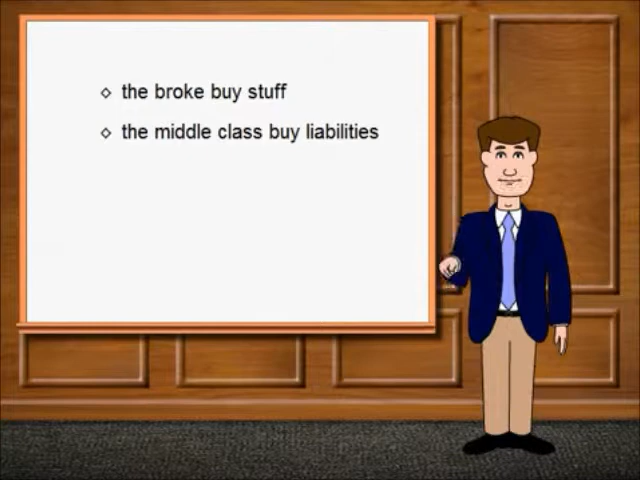 the broke buy stuff
the middle class buy liabilities